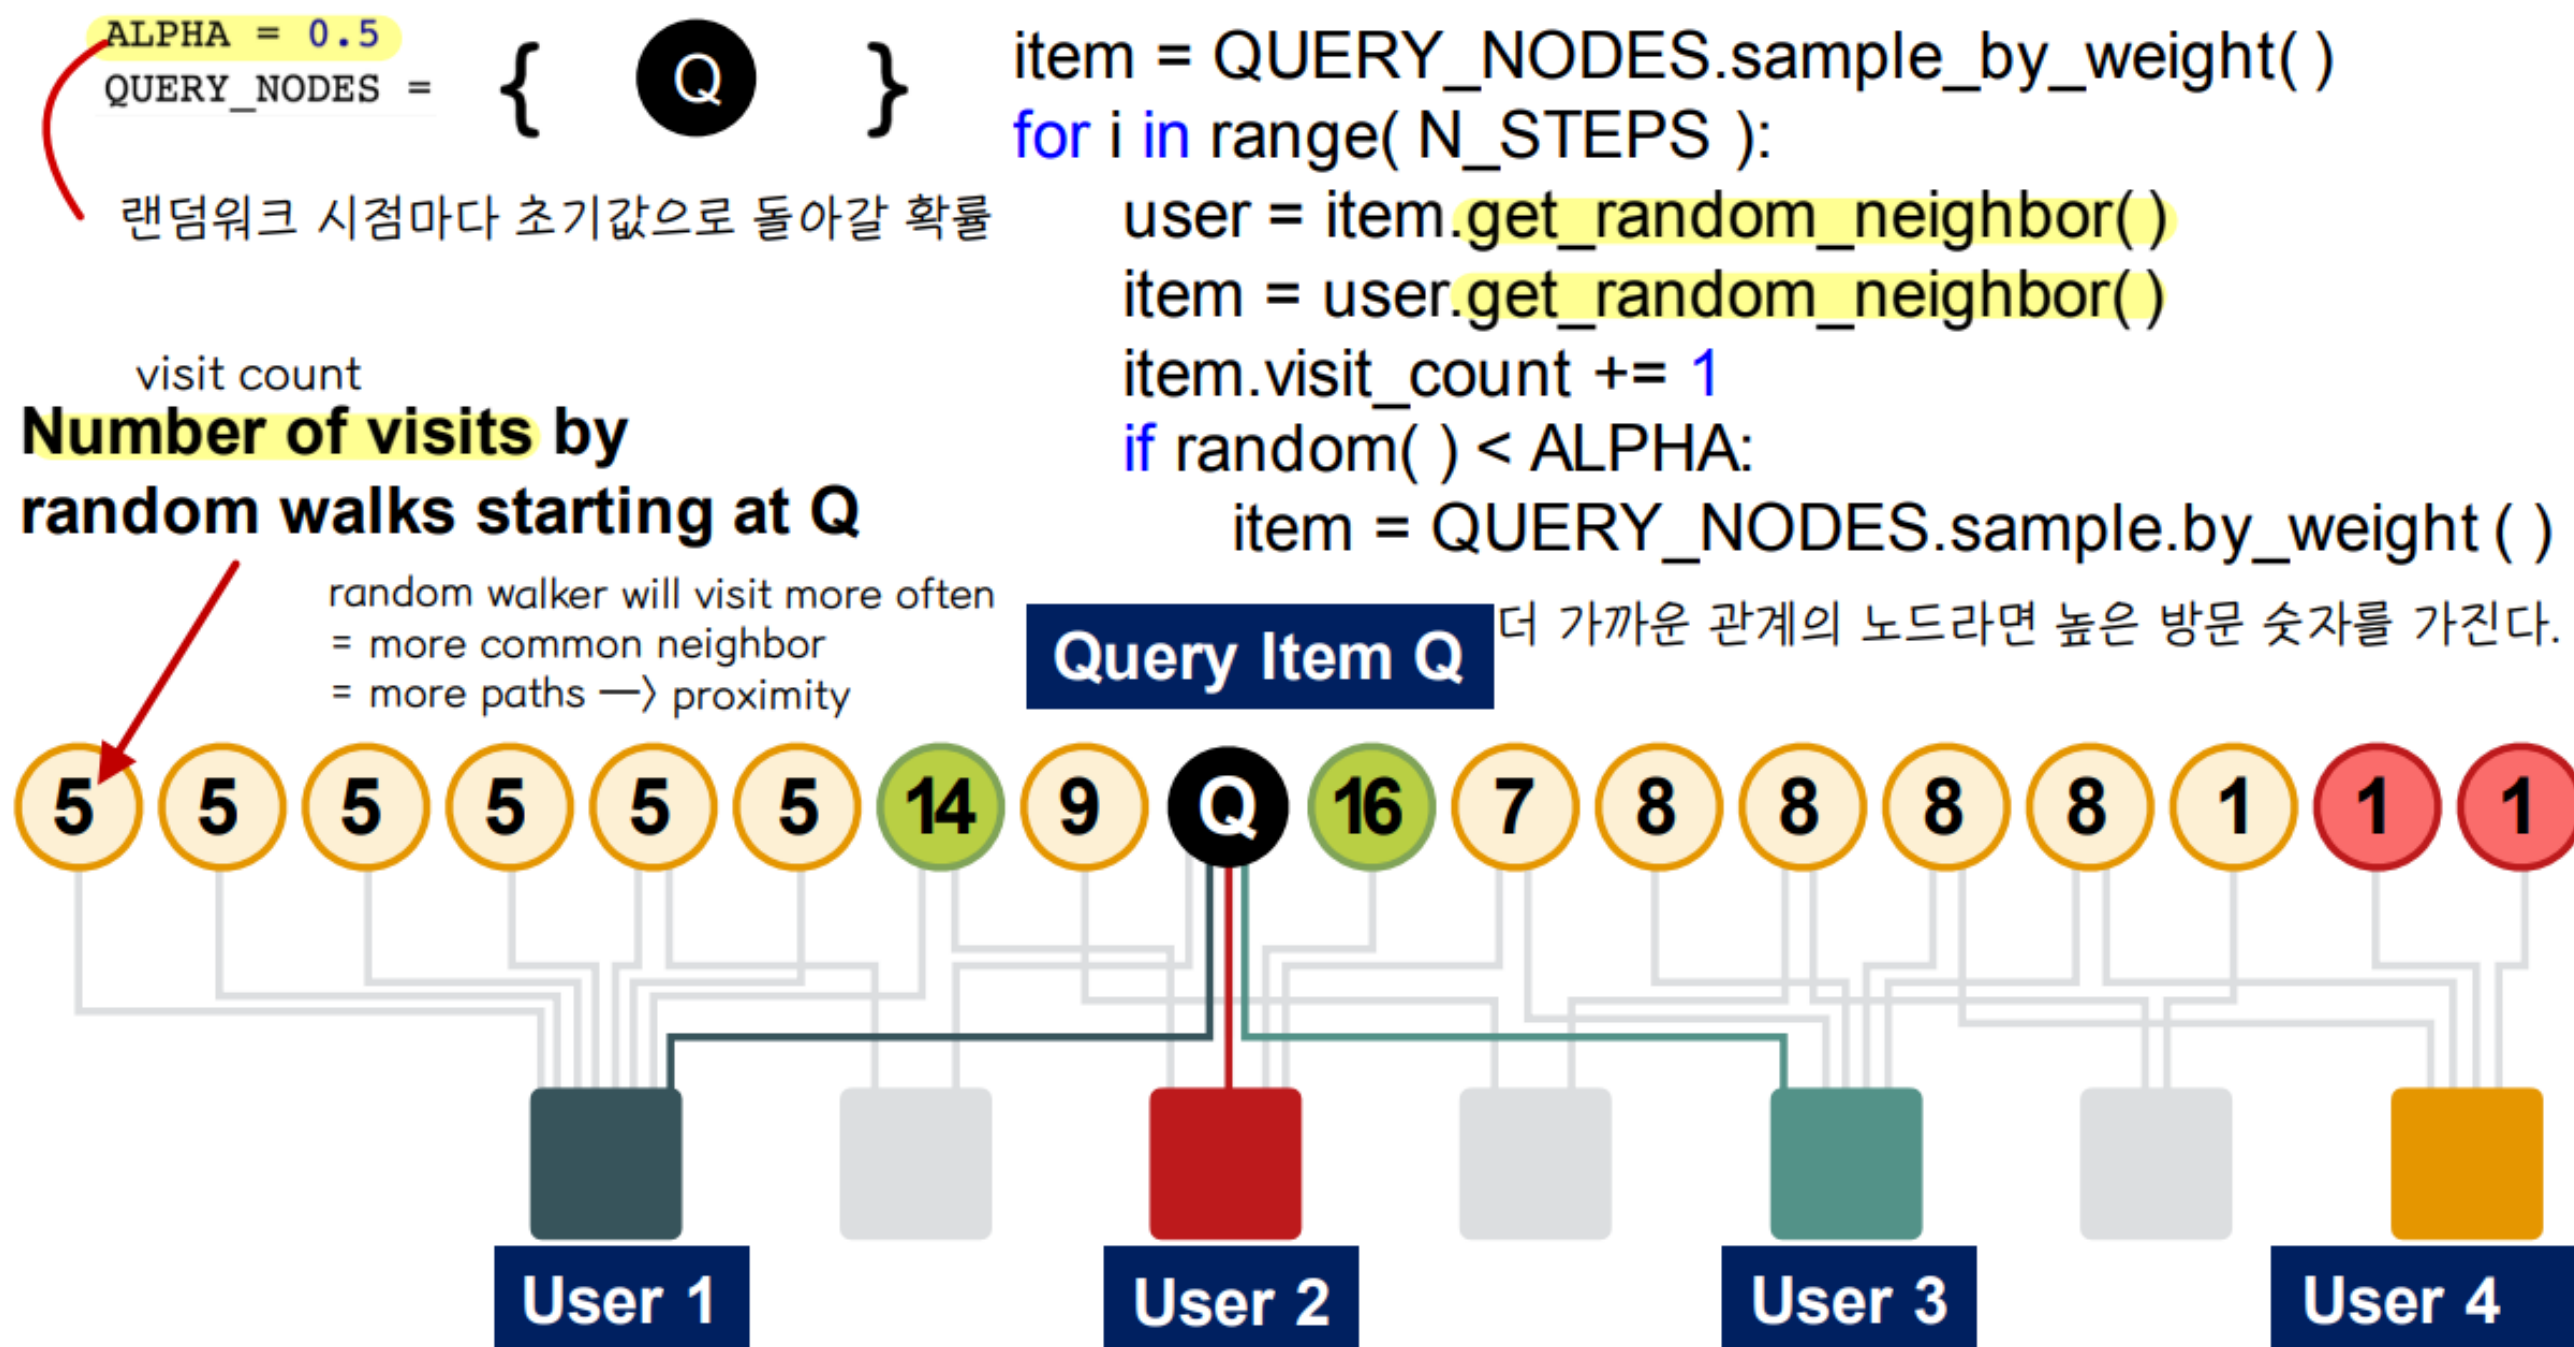 ALPHA = 0.5
QUERY_NODES = { Q }
랜덤워크 시점마다 초기값으로 돌아갈 확률
item = QUERY_NODES.sample_by_weight( )
for i in range( N_STEPS ):
user = item.get_random_neighbor( )
item = user.get_random_neighbor( )
item.visit_count += 1
if random( ) < ALPHA:
item = QUERY_NODES.sample.by_weight ( )
visit count
Number of visits by
random walks starting at Q
random walker will visit more often
= more common neighbor
= more paths —> proximity
Query Item Q
더 가까운 관계의 노드라면 높은 방문 숫자를 가진다.
5 5 5 5 5 5 14 9 Q 16 7 8 8 8 8 1 1 1
User 1 User 2 User 3 User 4